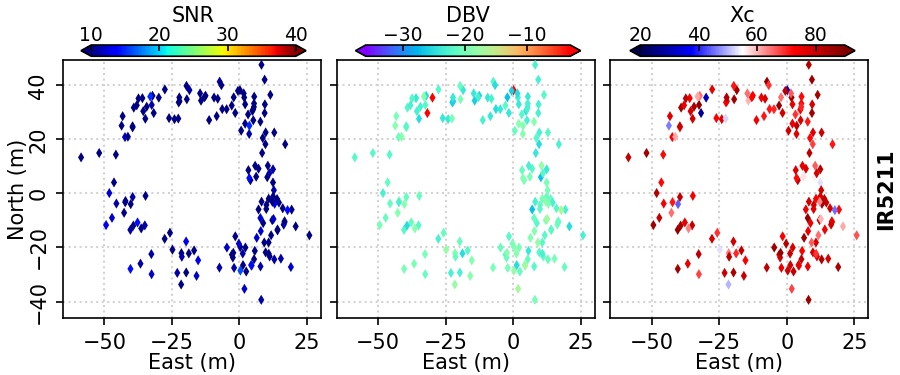 SNR DBV Xc
10 20 30 40 −30 −20 −10 20 40 60 80
North (m)
40
20
0
−20
−40
−50 −25 0 25 −50 −25 0 25 −50 −25 0 25
East (m) East (m) East (m)
IR5211